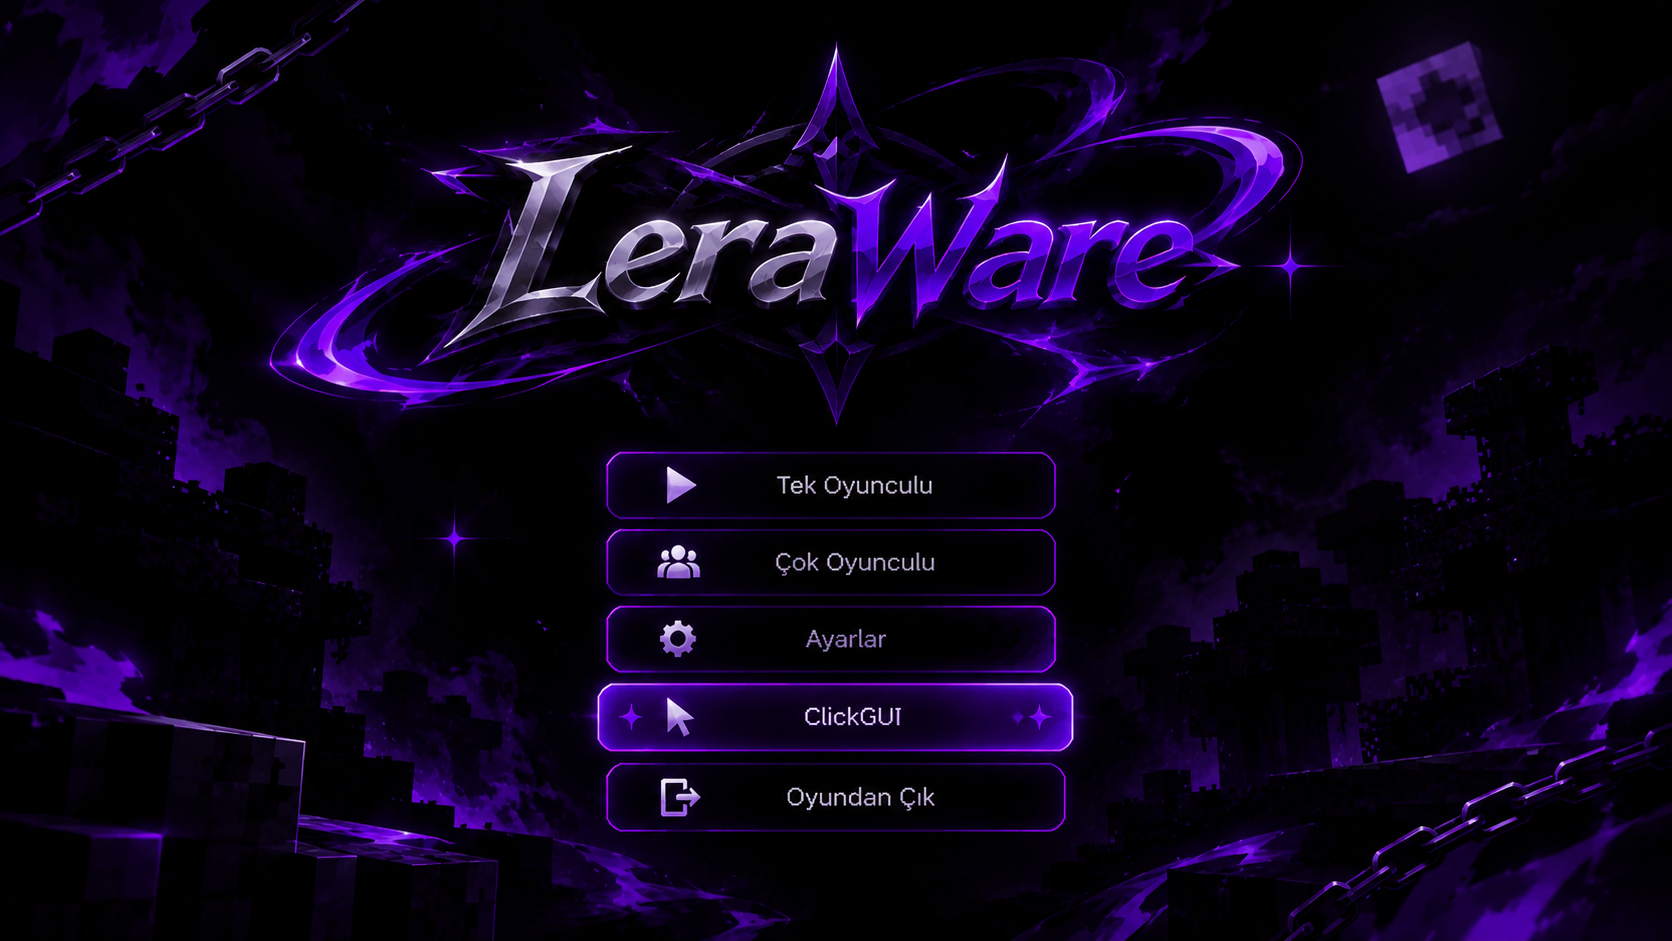 LeraWare
Tek Oyunculu
Çok Oyunculu
Ayarlar
ClickGUI
Oyundan Çık